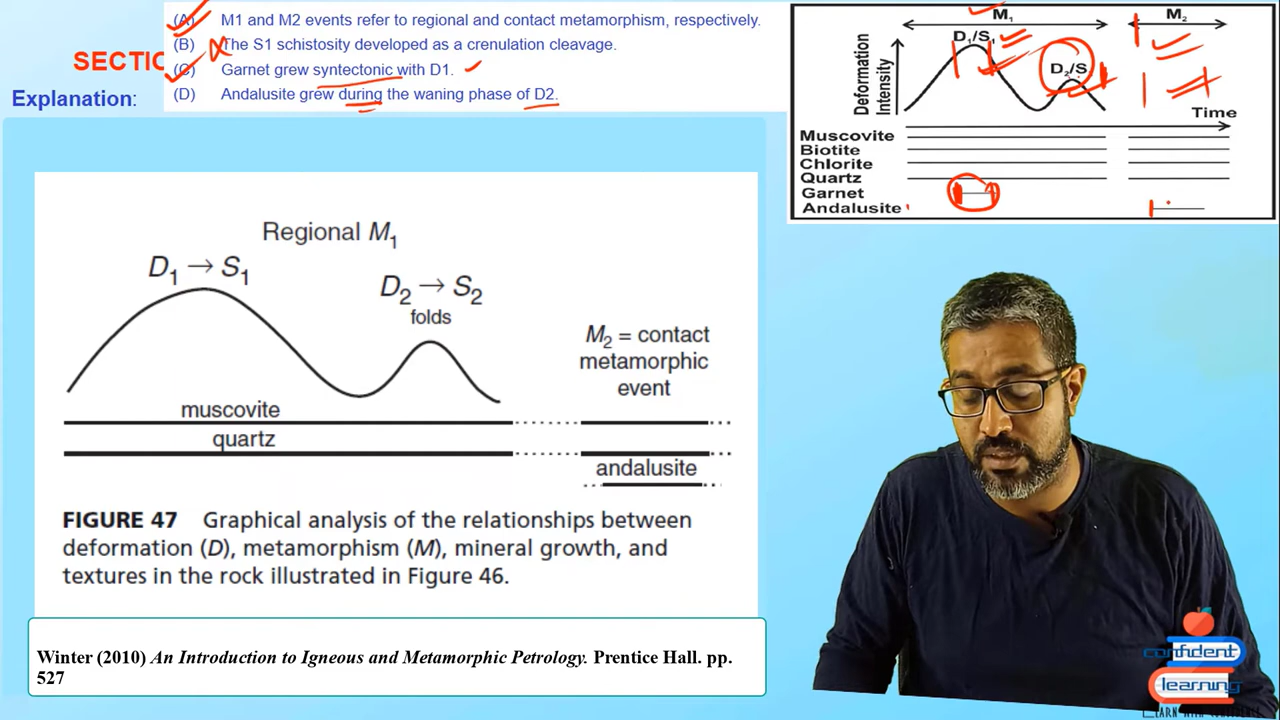 (A) M1 and M2 events refer to regional and contact metamorphism, respectively.
(B) The S1 schistosity developed as a crenulation cleavage.
(C) Garnet grew syntectonic with D1.
(D) Andalusite grew during the waning phase of D2.
SECTIO
Explanation:
M1 M2
D1/S1
D2/S
Deformation
Intensity
Time
Muscovite
Biotite
Chlorite
Quartz
Garnet
Andalusite
Regional M1
D1 → S1
D2 → S2
folds
M2 = contact
metamorphic
event
muscovite
quartz
andalusite
FIGURE 47 Graphical analysis of the relationships between
deformation (D), metamorphism (M), mineral growth, and
textures in the rock illustrated in Figure 46.
Winter (2010) An Introduction to Igneous and Metamorphic Petrology. Prentice Hall. pp.
527
confident
learning